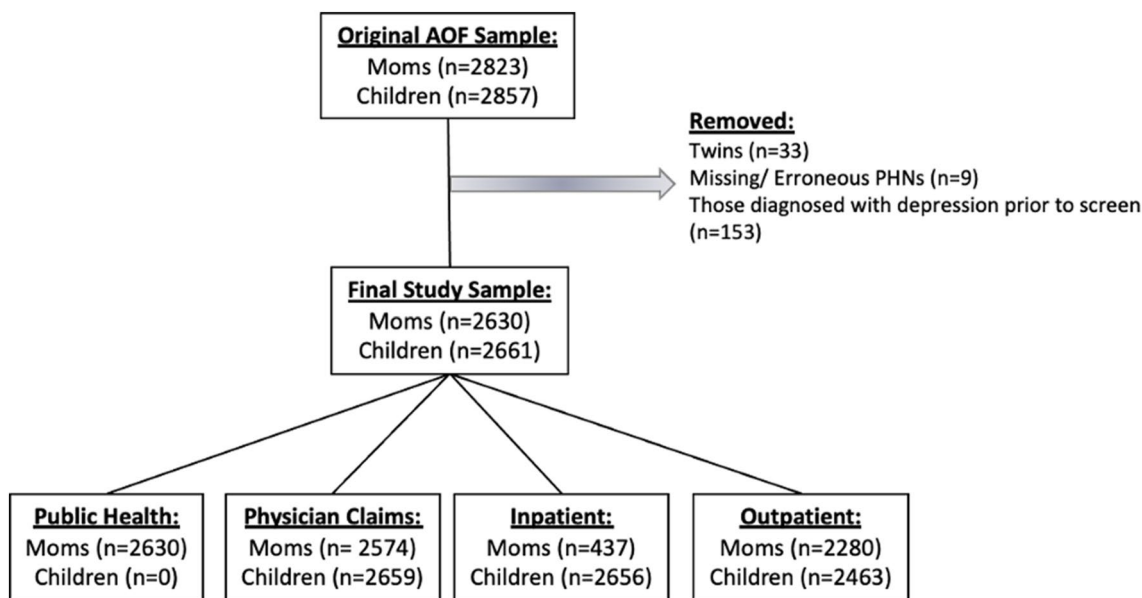 Original AOF Sample:
Moms (n=2823)
Children (n=2857)
Removed:
Twins (n=33)
Missing/ Erroneous PHNs (n=9)
Those diagnosed with depression prior to screen
(n=153)
Final Study Sample:
Moms (n=2630)
Children (n=2661)
Public Health:
Moms (n=2630)
Children (n=0)
Physician Claims:
Moms (n= 2574)
Children (n=2659)
Inpatient:
Moms (n=437)
Children (n=2656)
Outpatient:
Moms (n=2280)
Children (n=2463)